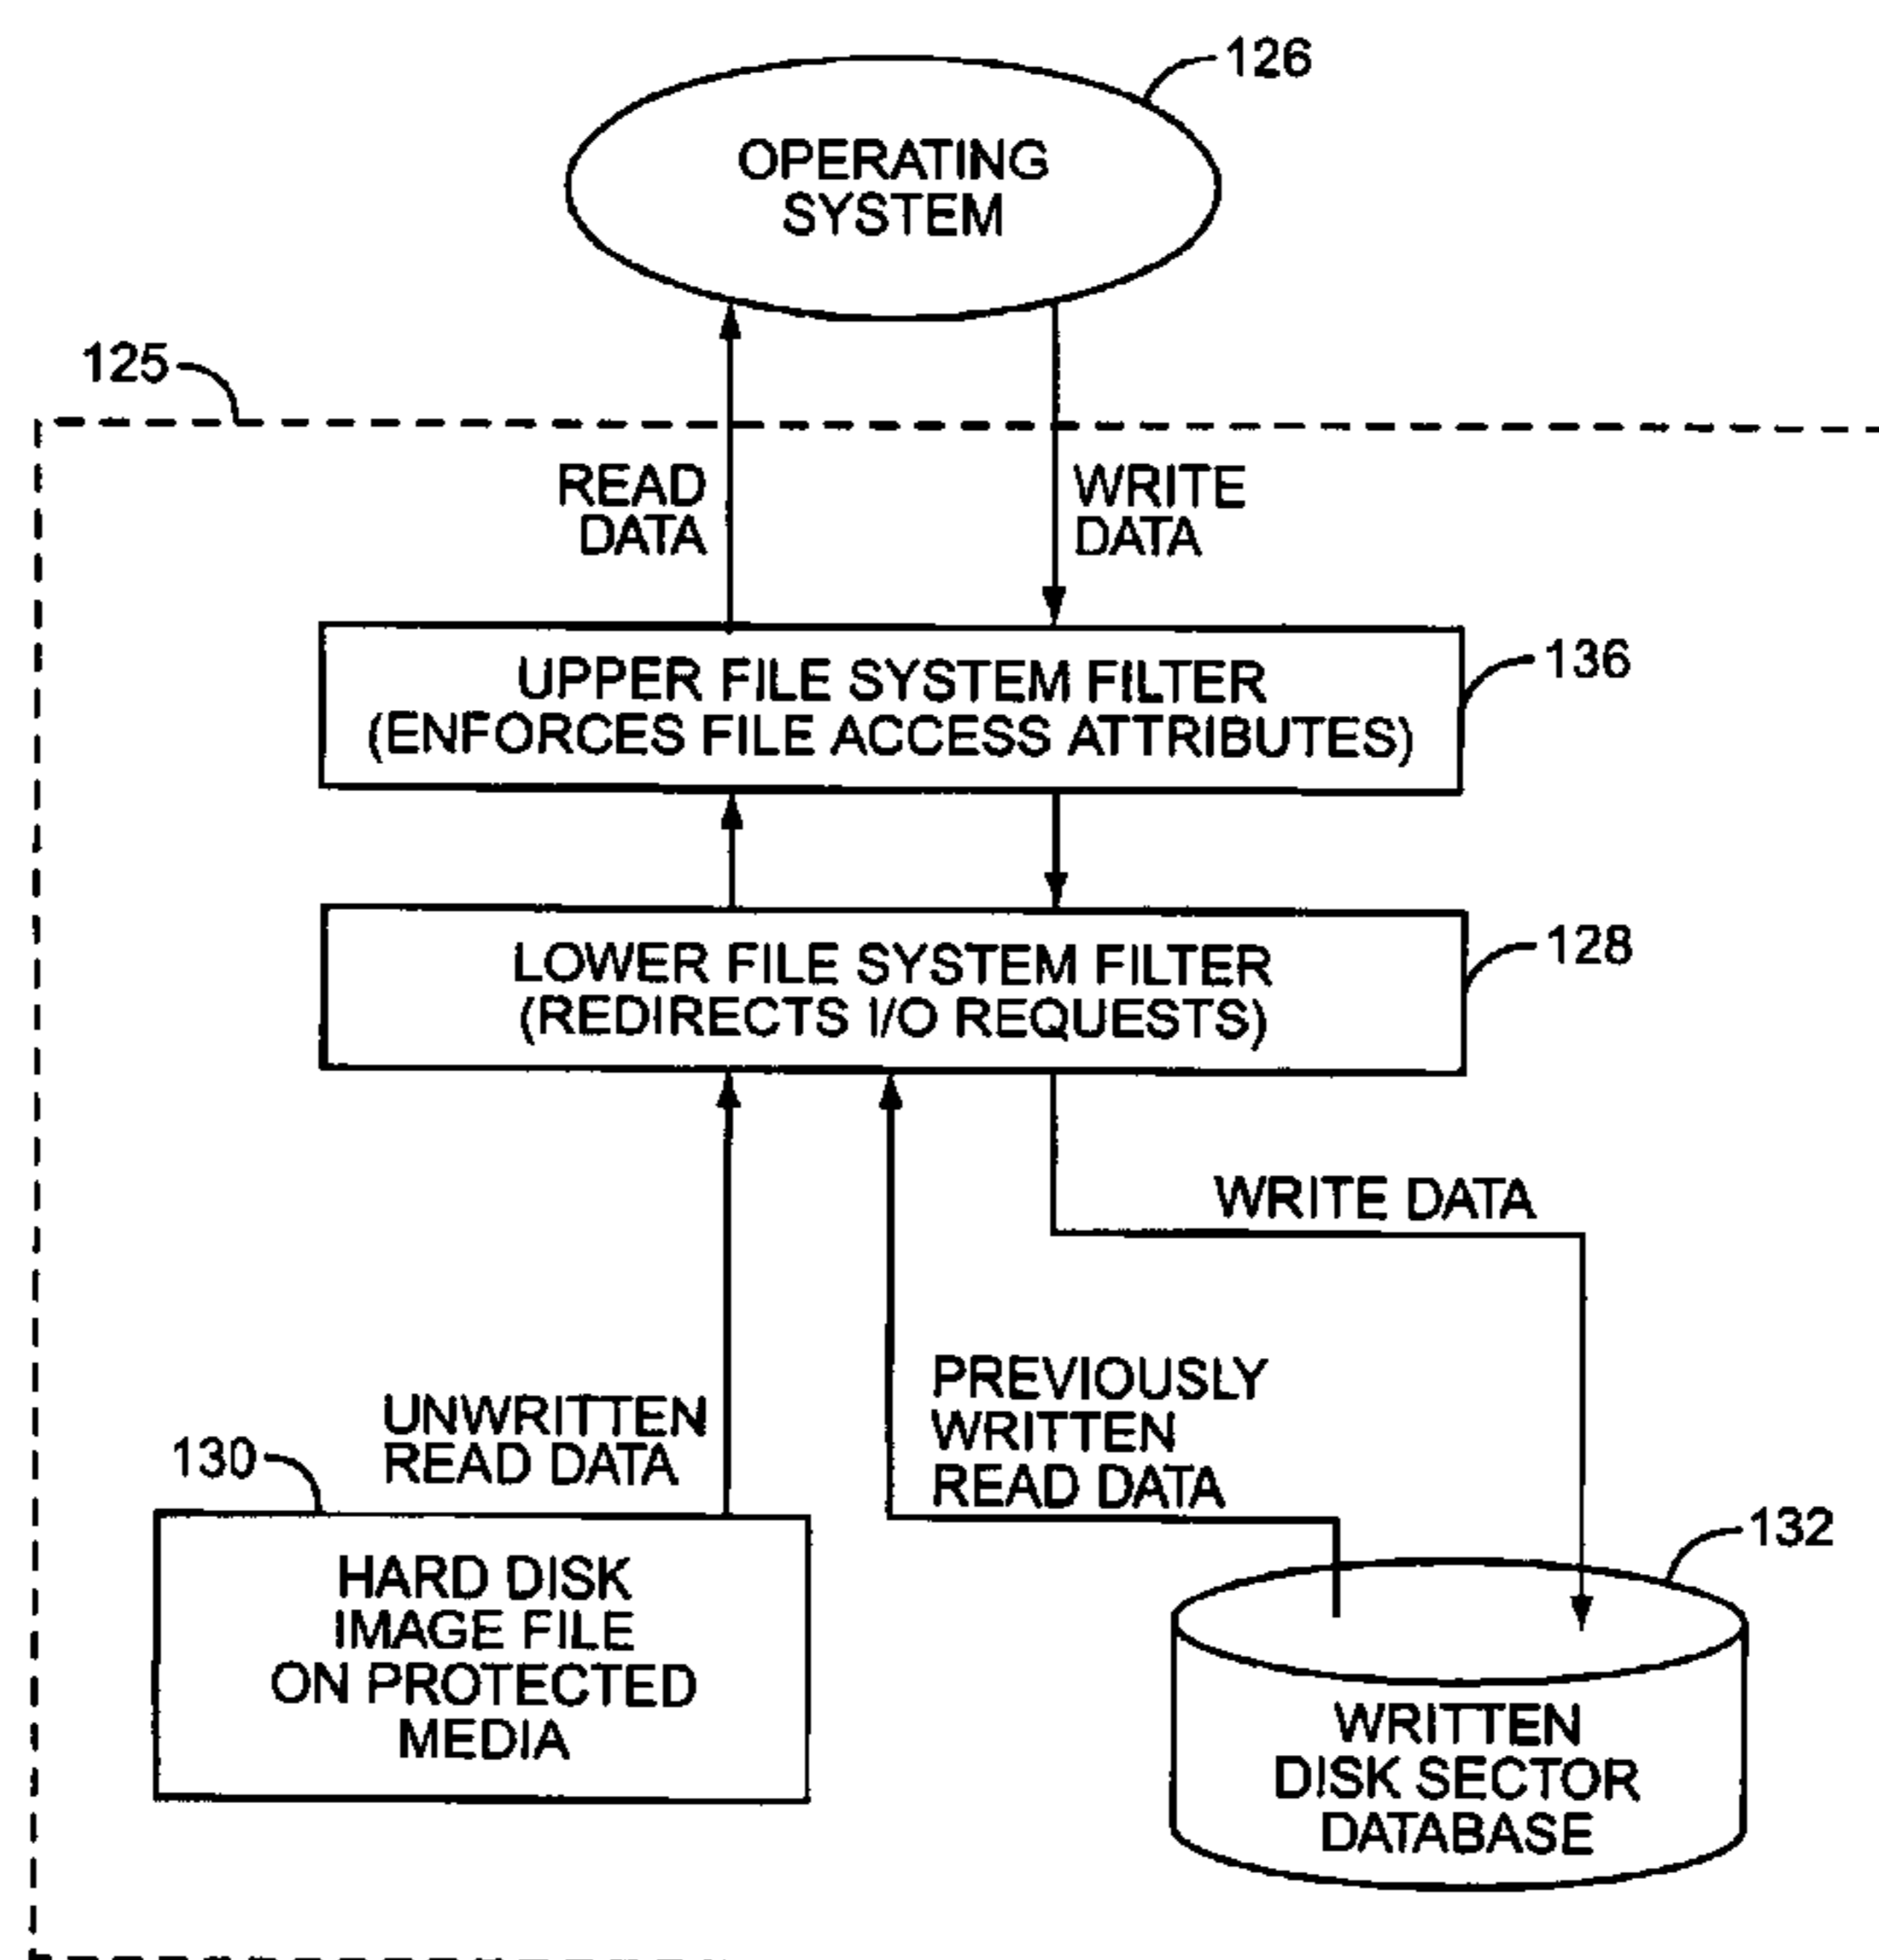 126
OPERATING
SYSTEM
125
READ
DATA
WRITE
DATA
UPPER FILE SYSTEM FILTER
(ENFORCES FILE ACCESS ATTRIBUTES)
136
LOWER FILE SYSTEM FILTER
(REDIRECTS I/O REQUESTS)
128
WRITE DATA
UNWRITTEN
READ DATA
PREVIOUSLY
WRITTEN
READ DATA
130
HARD DISK
IMAGE FILE
ON PROTECTED
MEDIA
132
WRITTEN
DISK SECTOR
DATABASE